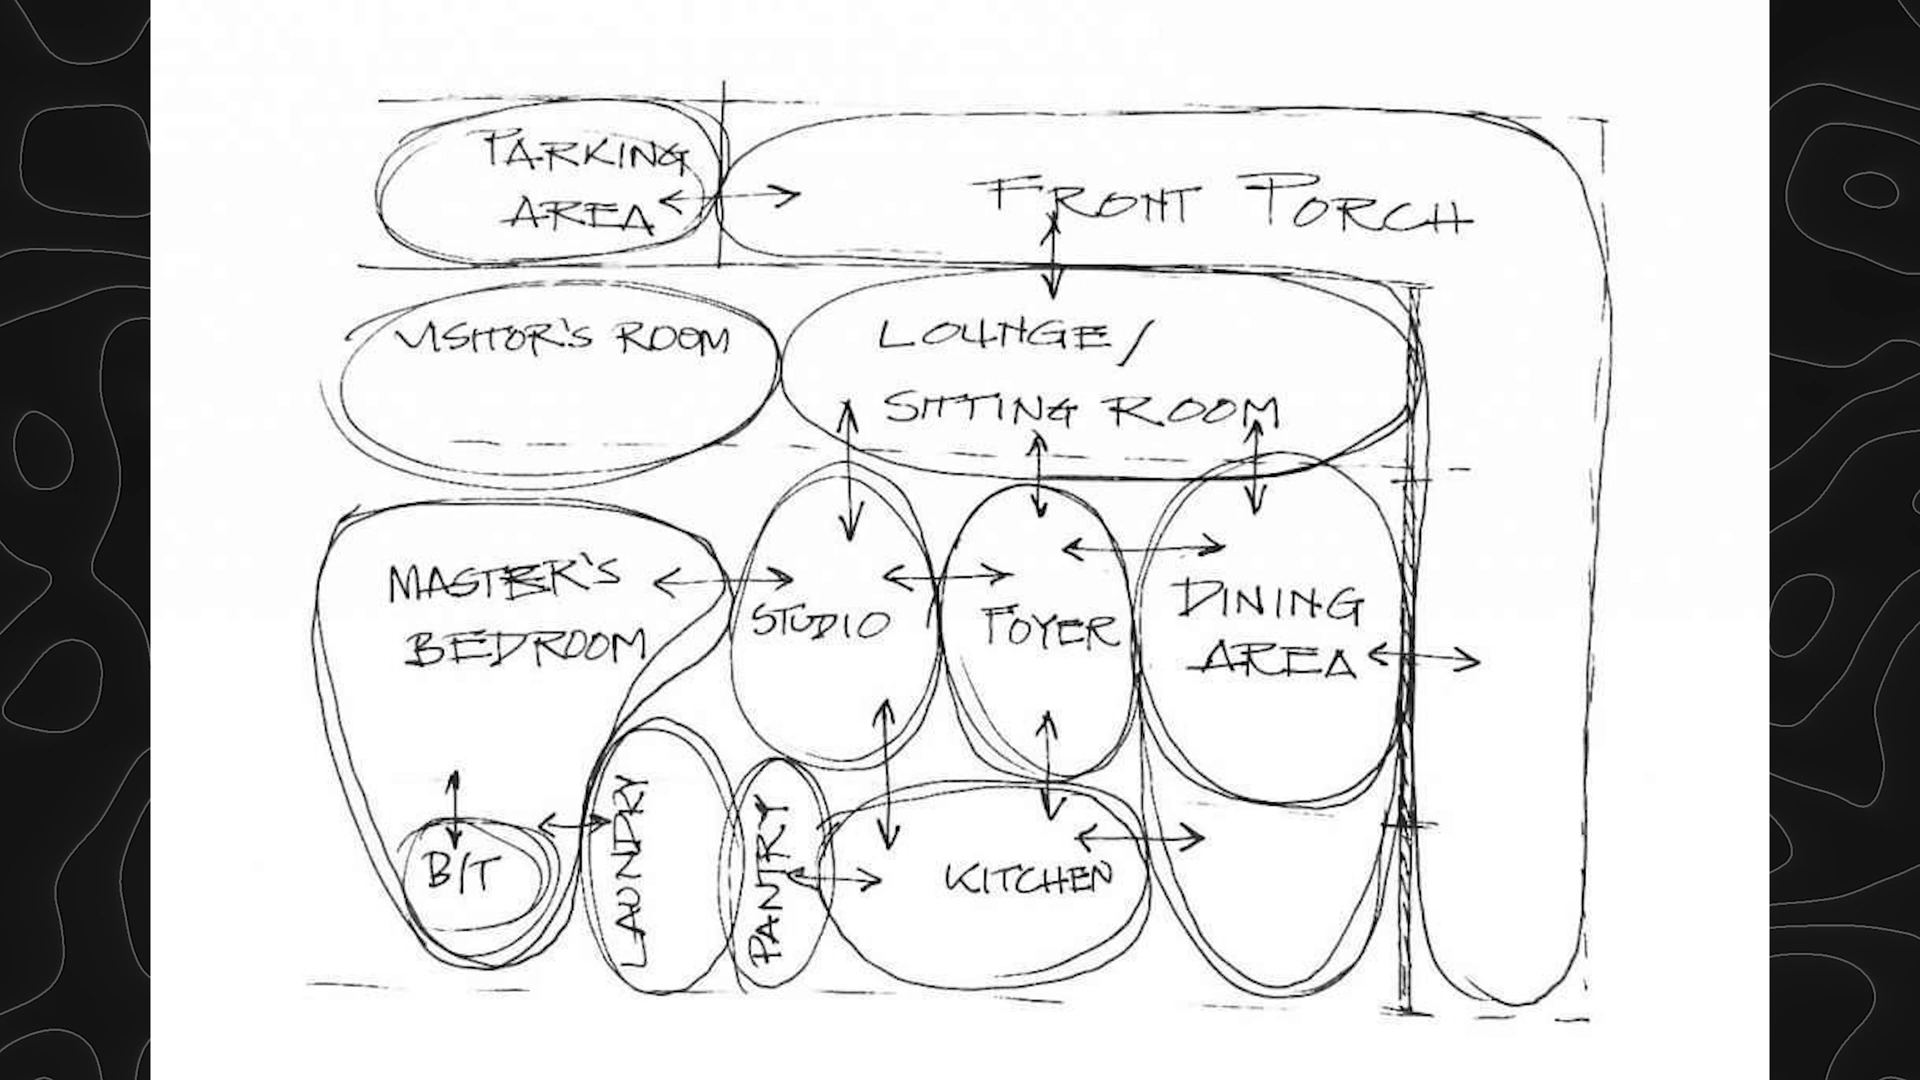 PARKING
AREA
FRONT PORCH
VISITOR'S ROOM
LOUNGE/
SITTING ROOM
MASTER'S
BEDROOM
STUDIO
FOYER
DINING
AREA
B/T
LAUNDRY
PANTRY
KITCHEN